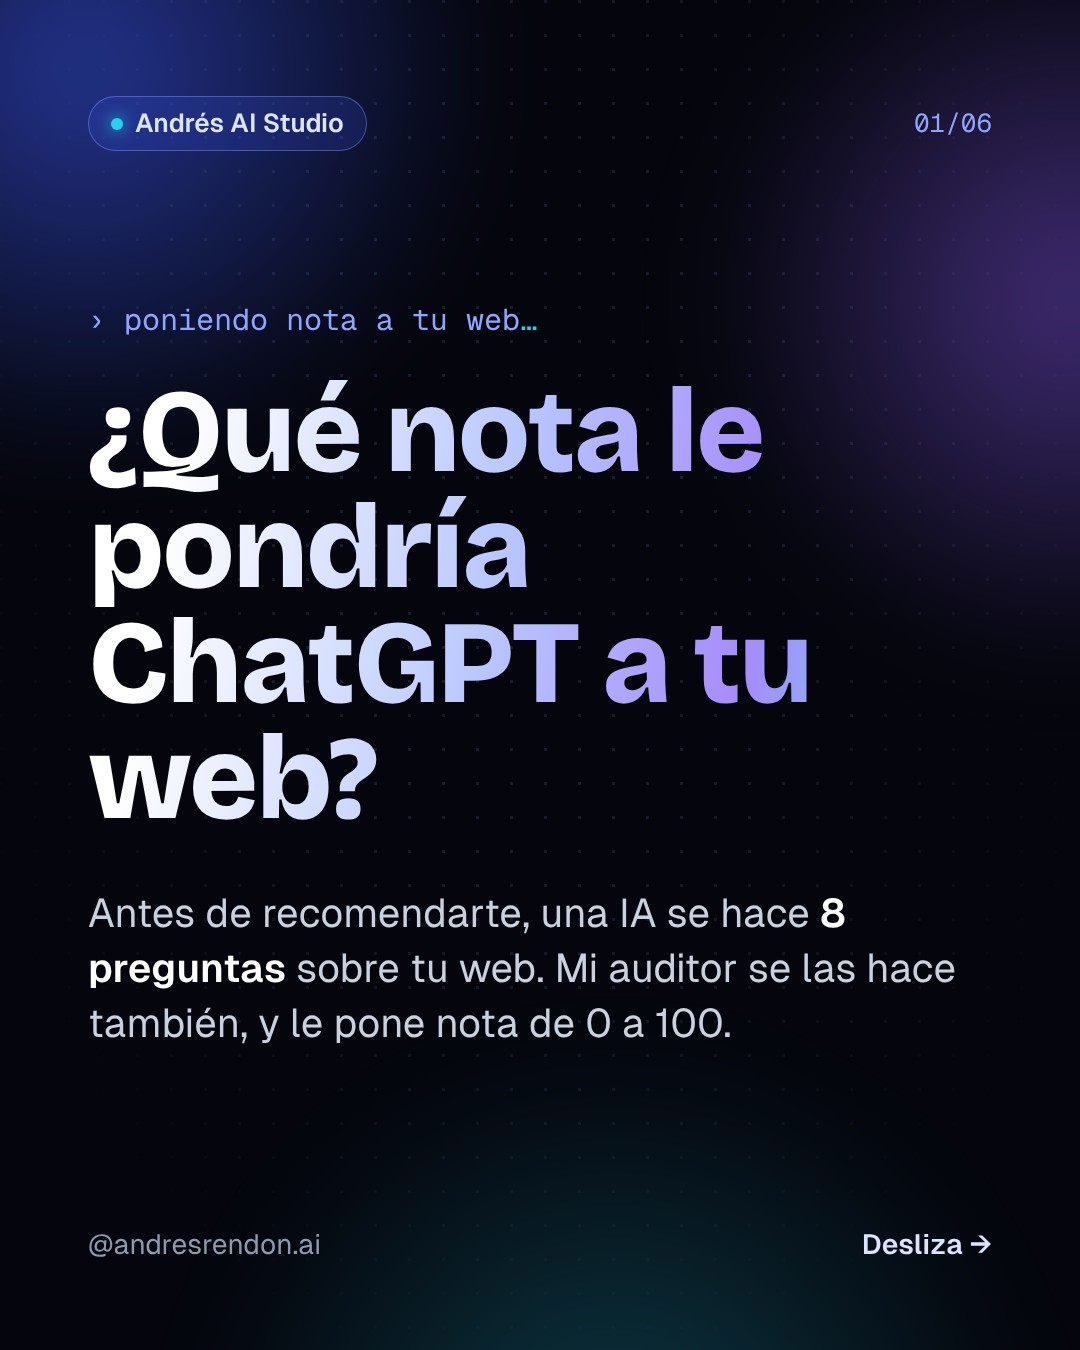 Andrés AI Studio
01/06
› poniendo nota a tu web…
¿Qué nota le
pondría
ChatGPT a tu
web?
Antes de recomendarte, una IA se hace 8
preguntas sobre tu web. Mi auditor se las hace
también, y le pone nota de 0 a 100.
@andresrendon.ai
Desliza →